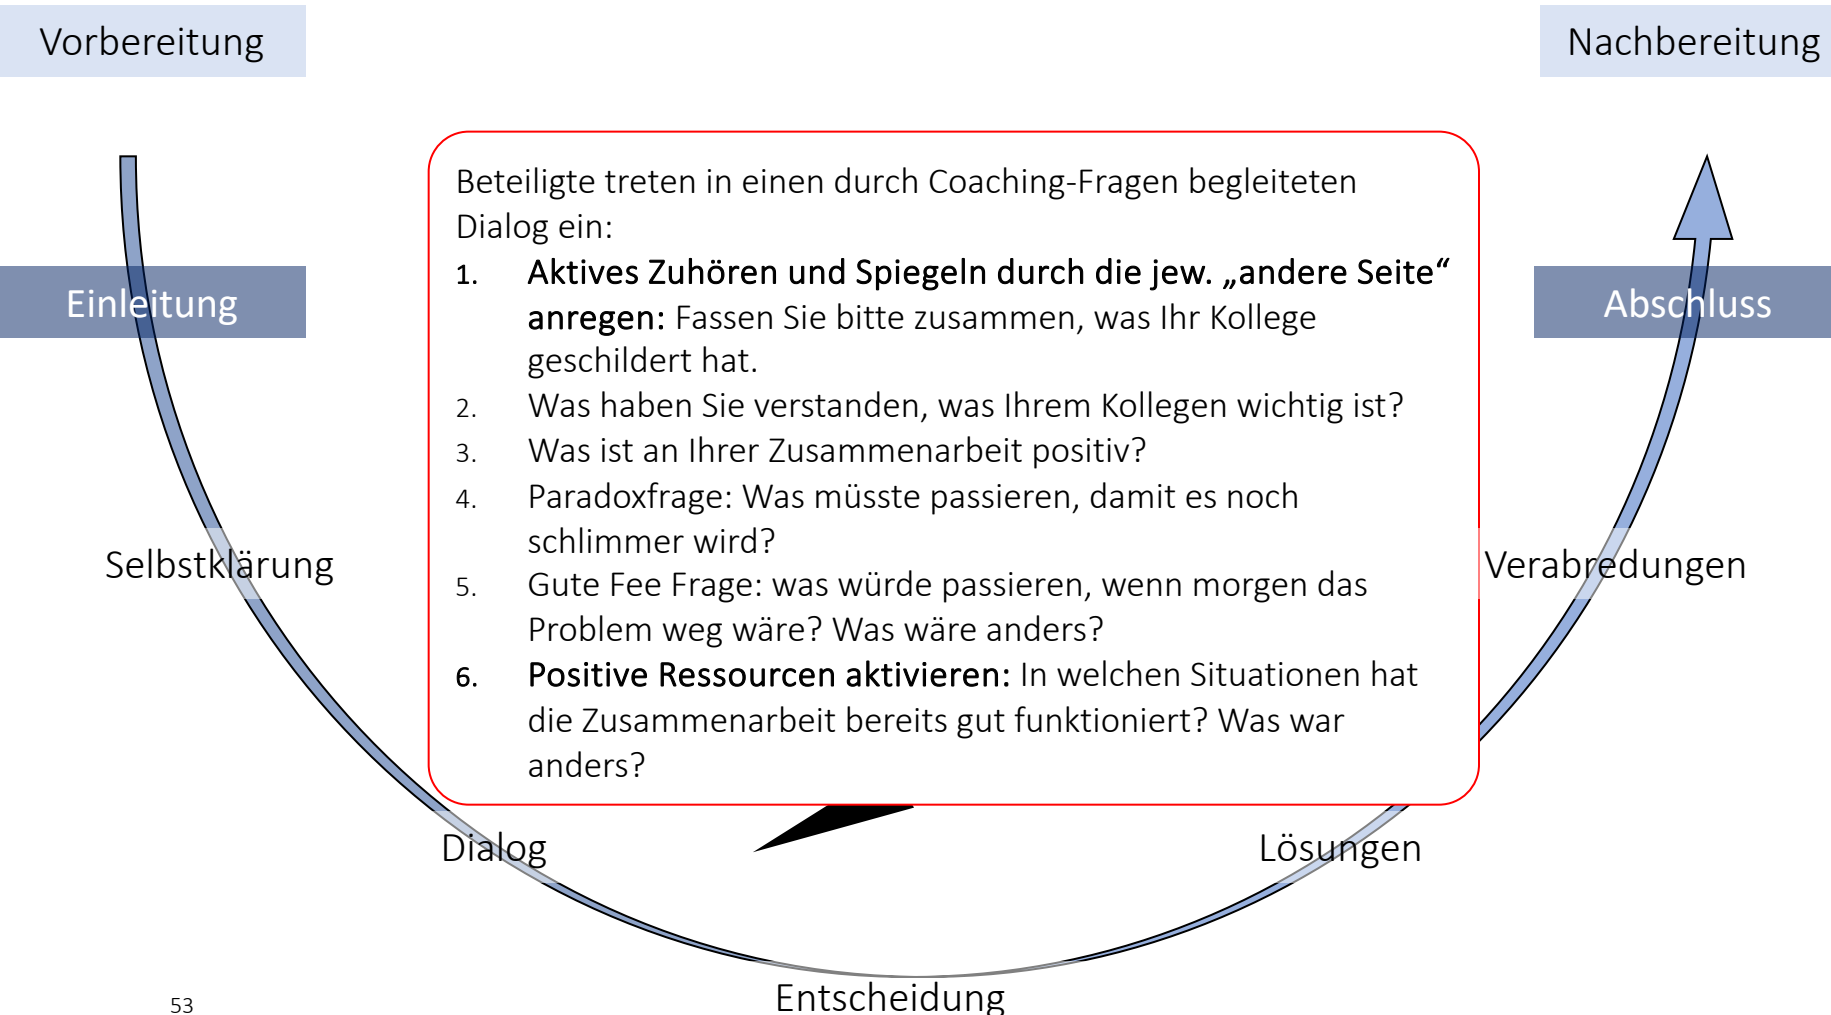 Vorbereitung
Nachbereitung
Beteiligte treten in einen durch Coaching-Fragen begleiteten
Dialog ein:
1. Aktives Zuhören und Spiegeln durch die jew. „andere Seite“
anregen: Fassen Sie bitte zusammen, was Ihr Kollege
geschildert hat.
2. Was haben Sie verstanden, was Ihrem Kollegen wichtig ist?
3. Was ist an Ihrer Zusammenarbeit positiv?
4. Paradoxfrage: Was müsste passieren, damit es noch
schlimmer wird?
5. Gute Fee Frage: was würde passieren, wenn morgen das
Problem weg wäre? Was wäre anders?
6. Positive Ressourcen aktivieren: In welchen Situationen hat
die Zusammenarbeit bereits gut funktioniert? Was war
anders?
Einleitung
Abschluss
Selbstklärung
Verabredungen
Dialog
Lösungen
Entscheidung
53